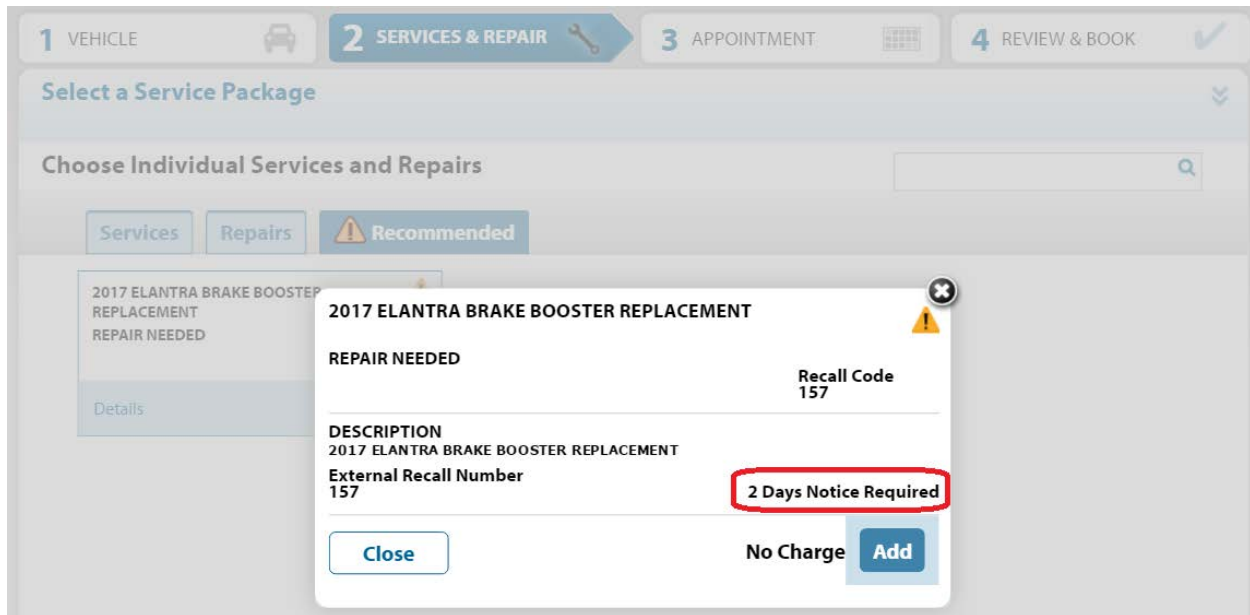 1 VEHICLE
2 SERVICES & REPAIR
3 APPOINTMENT
4 REVIEW & BOOK
Select a Service Package
Choose Individual Services and Repairs
Services
Repairs
Recommended
2017 ELANTRA BRAKE BOOSTER
REPLACEMENT
REPAIR NEEDED
Details
2017 ELANTRA BRAKE BOOSTER REPLACEMENT
REPAIR NEEDED
Recall Code
157
DESCRIPTION
2017 ELANTRA BRAKE BOOSTER REPLACEMENT
External Recall Number
157
2 Days Notice Required
Close
No Charge
Add